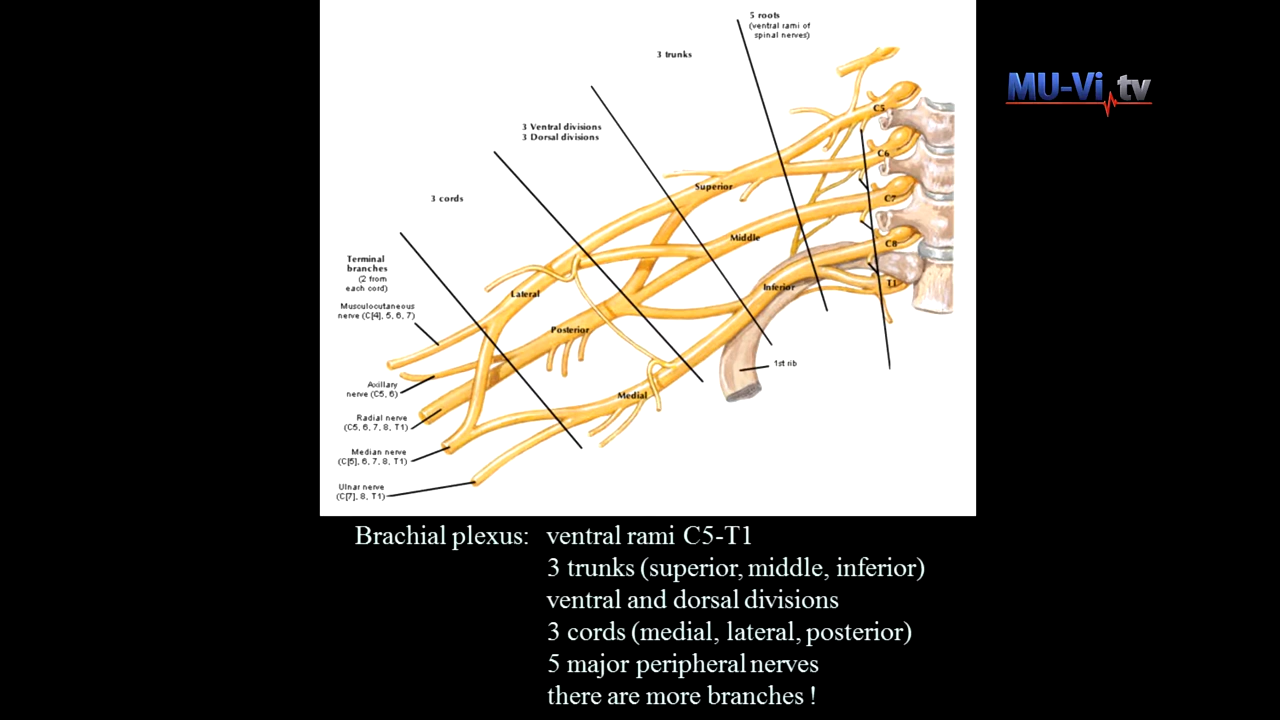 5 roots
(ventral rami of
spinal nerves)
MU-Vi.tv
3 trunks
3 Ventral divisions
3 Dorsal divisions
3 cords
C5
C6
C7
C8
T1
Superior
Middle
Inferior
Terminal
branches
(2 from
each cord)
Lateral
Posterior
Medial
Musculocutaneous
nerve (C[4], 5, 6, 7)
1st rib
Axillary
nerve (C5, 6)
Radial nerve
(C5, 6, 7, 8, T1)
Median nerve
(C[5], 6, 7, 8, T1)
Ulnar nerve
(C[7], 8, T1)
Brachial plexus: ventral rami C5-T1
3 trunks (superior, middle, inferior)
ventral and dorsal divisions
3 cords (medial, lateral, posterior)
5 major peripheral nerves
there are more branches !